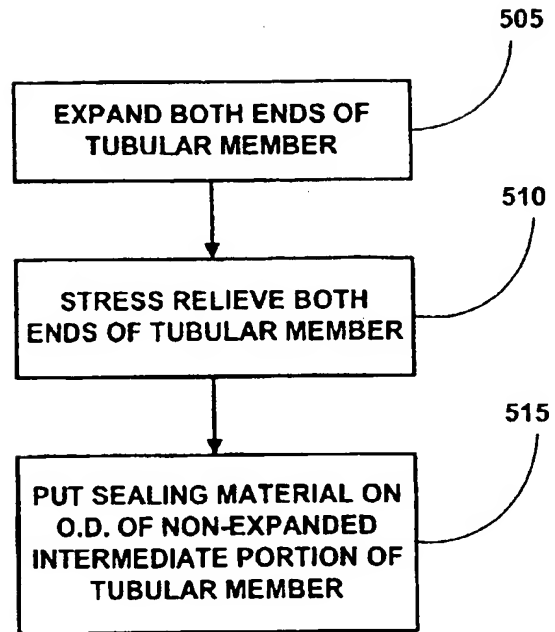 505
EXPAND BOTH ENDS OF
TUBULAR MEMBER
510
STRESS RELIEVE BOTH
ENDS OF TUBULAR MEMBER
515
PUT SEALING MATERIAL ON
O.D. OF NON-EXPANDED
INTERMEDIATE PORTION OF
TUBULAR MEMBER